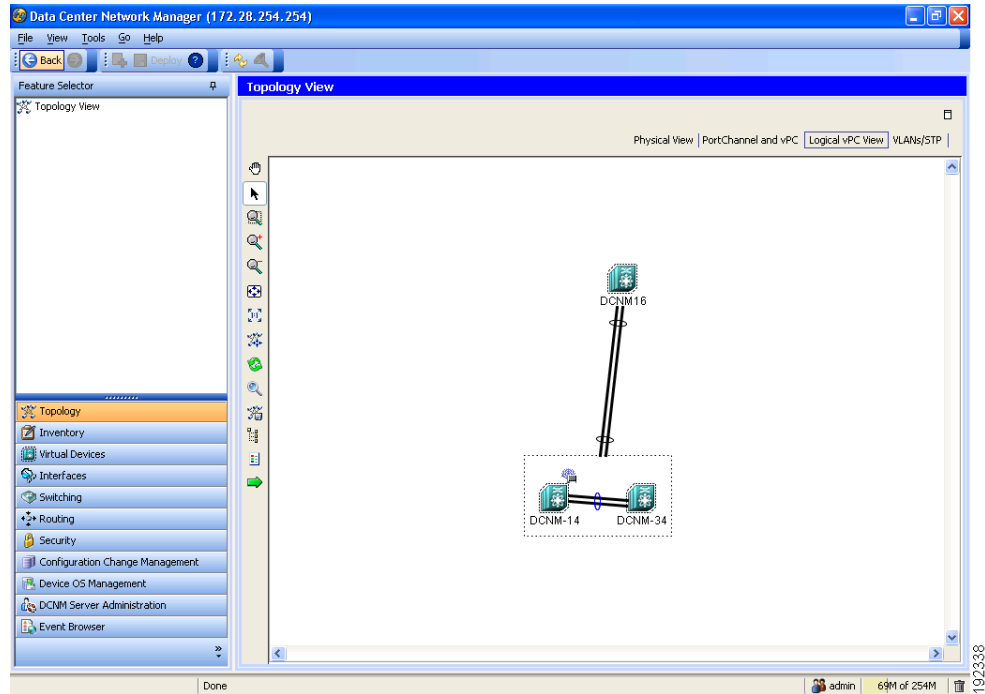 Data Center Network Manager (172.28.254.254)
File View Tools Go Help
Back Deploy ?
Feature Selector
Topology View
Topology View
Physical View PortChannel and vPC Logical vPC View VLANs/STP
DCNM16
DCNM-14 DCNM-34
Topology
Inventory
Virtual Devices
Interfaces
Switching
Routing
Security
Configuration Change Management
Device OS Management
DCNM Server Administration
Event Browser
Done
admin 69M of 254M
192338